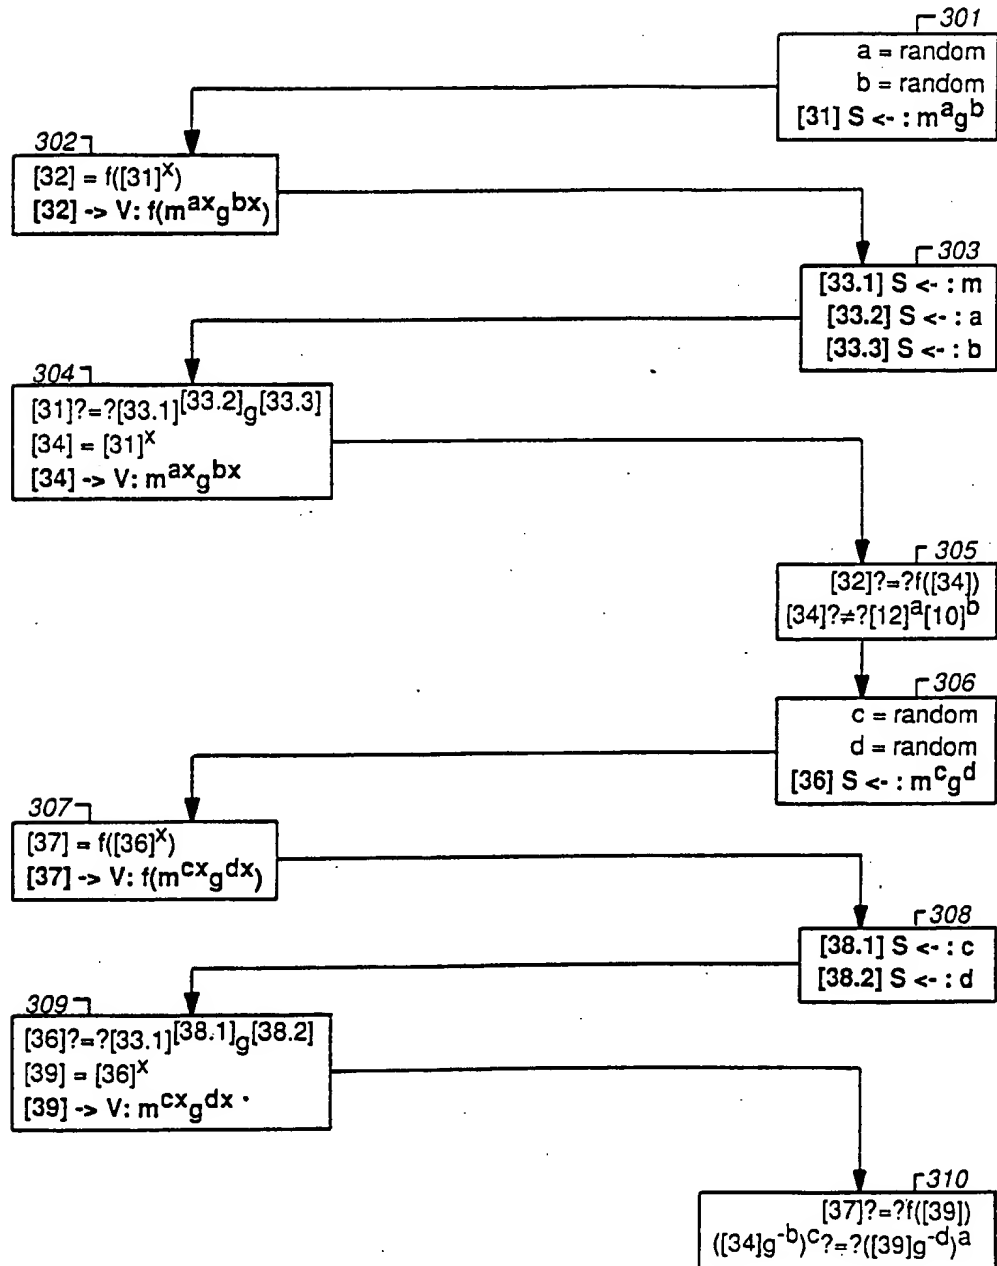 301
a = random
b = random
[31] S <- : m^a g^b
302
[32] = f([31]^x)
[32] -> V: f(m^ax g^bx)
303
[33.1] S <- : m
[33.2] S <- : a
[33.3] S <- : b
304
[31]?=?[33.1]^[33.2] g^[33.3]
[34] = [31]^x
[34] -> V: m^ax g^bx
305
[32]?=?f([34])
[34]?≠?[12]^a[10]^b
306
c = random
d = random
[36] S <- : m^c g^d
307
[37] = f([36]^x)
[37] -> V: f(m^cx g^dx)
308
[38.1] S <- : c
[38.2] S <- : d
309
[36]?=?[33.1]^[38.1] g^[38.2]
[39] = [36]^x
[39] -> V: m^cx g^dx
310
[37]?=?f([39])
([34]g^-b)^c?=?([39]g^-d)^a